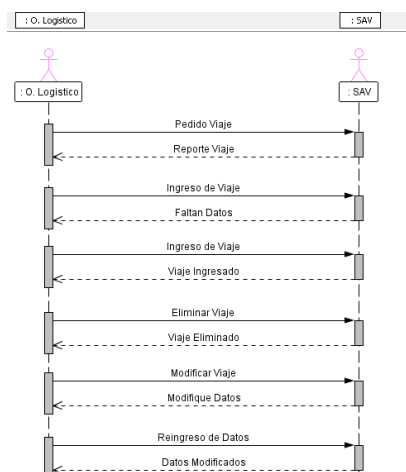 : O. Logistico
: SAV
: O. Logistico
: SAV
Pedido Viaje
Reporte Viaje
Ingreso de Viaje
Faltan Datos
Ingreso de Viaje
Viaje Ingresado
Eliminar Viaje
Viaje Eliminado
Modificar Viaje
Modifique Datos
Reingreso de Datos
Datos Modificados